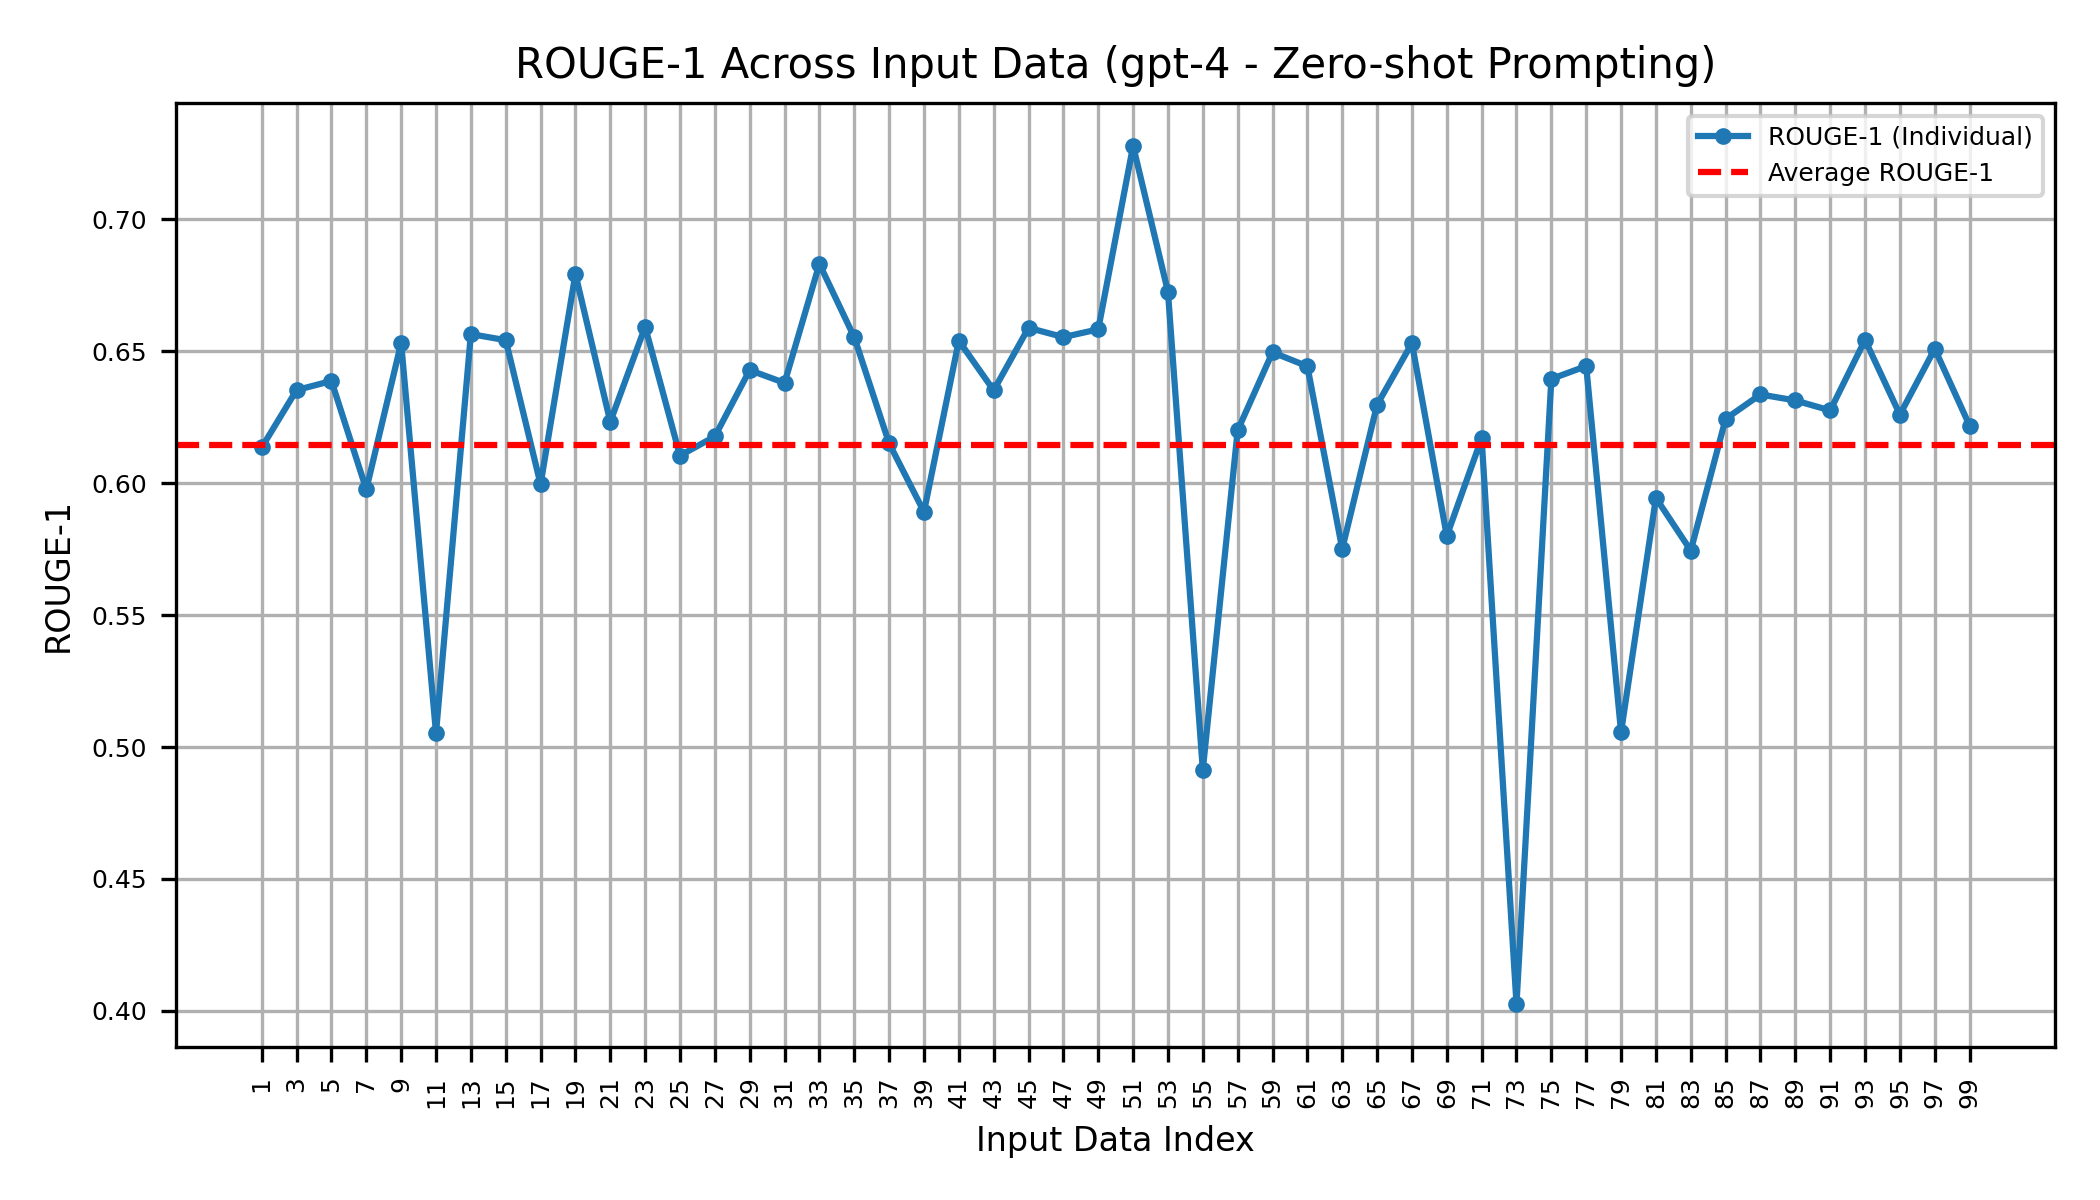 ROUGE-1 Across Input Data (gpt-4 - Zero-shot Prompting)
ROUGE-1 (Individual)
Average ROUGE-1
ROUGE-1
0.70
0.65
0.60
0.55
0.50
0.45
0.40
1 3 5 7 9 11 13 15 17 19 21 23 25 27 29 31 33 35 37 39 41 43 45 47 49 51 53 55 57 59 61 63 65 67 69 71 73 75 77 79 81 83 85 87 89 91 93 95 97 99
Input Data Index